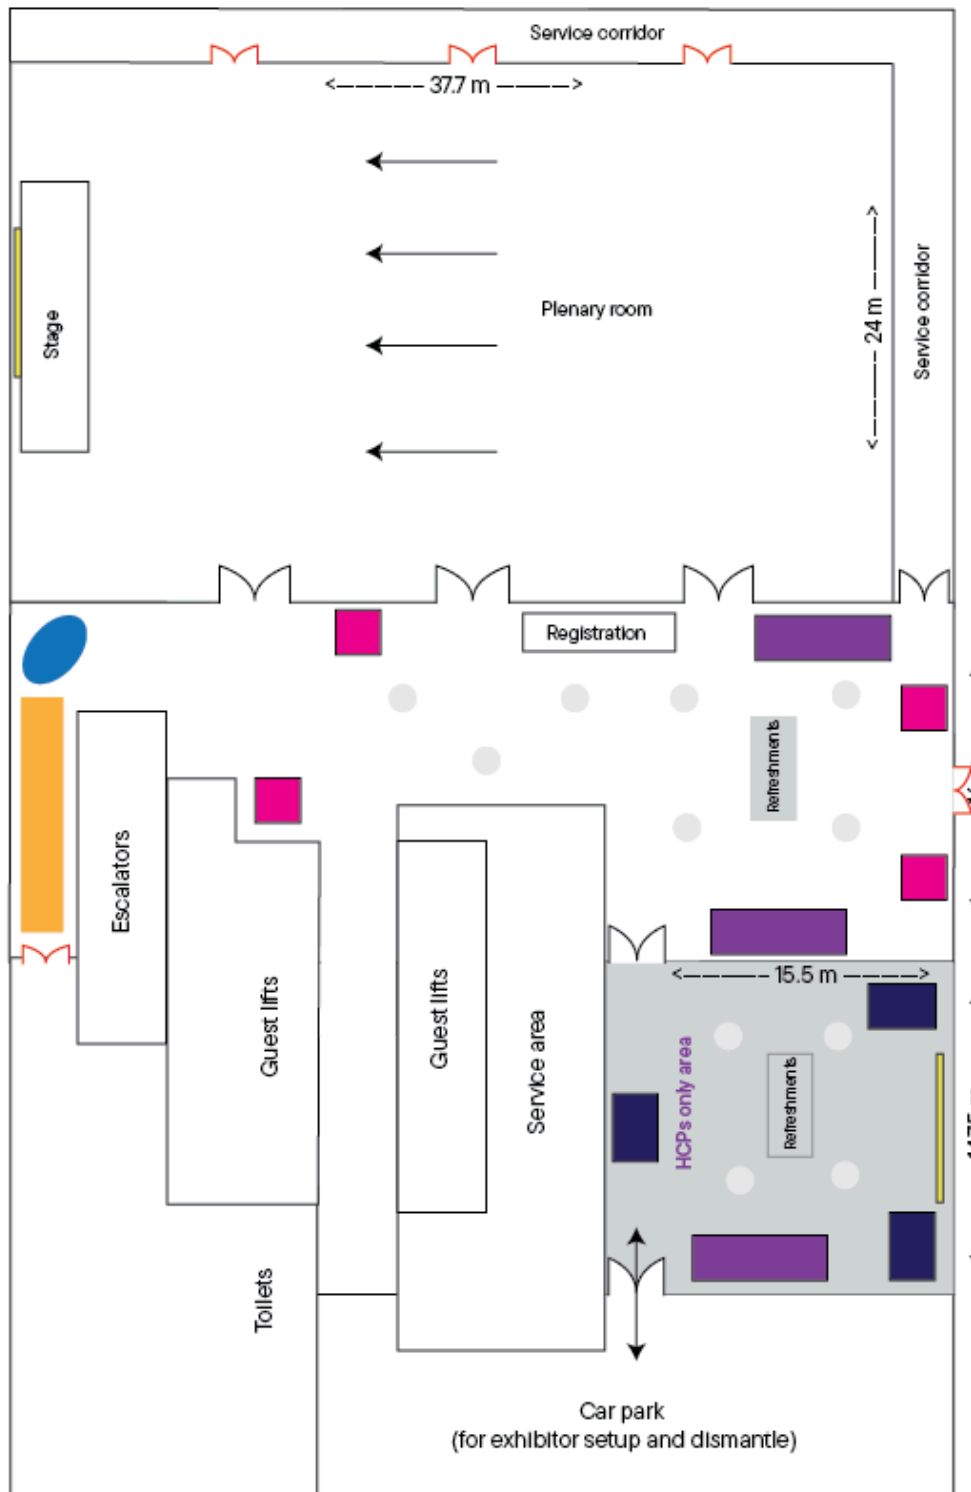 Service corridor
<------ 37.7 m ------>
Stage
Plenary room
<------ 24 m ------>
Service corridor
Registration
Refreshments
Escalators
Guest lifts
Guest lifts
Service area
<------ 15.5 m ------>
HCPs only area
Refreshments
Toilets
Car park
(for exhibitor setup and dismantle)